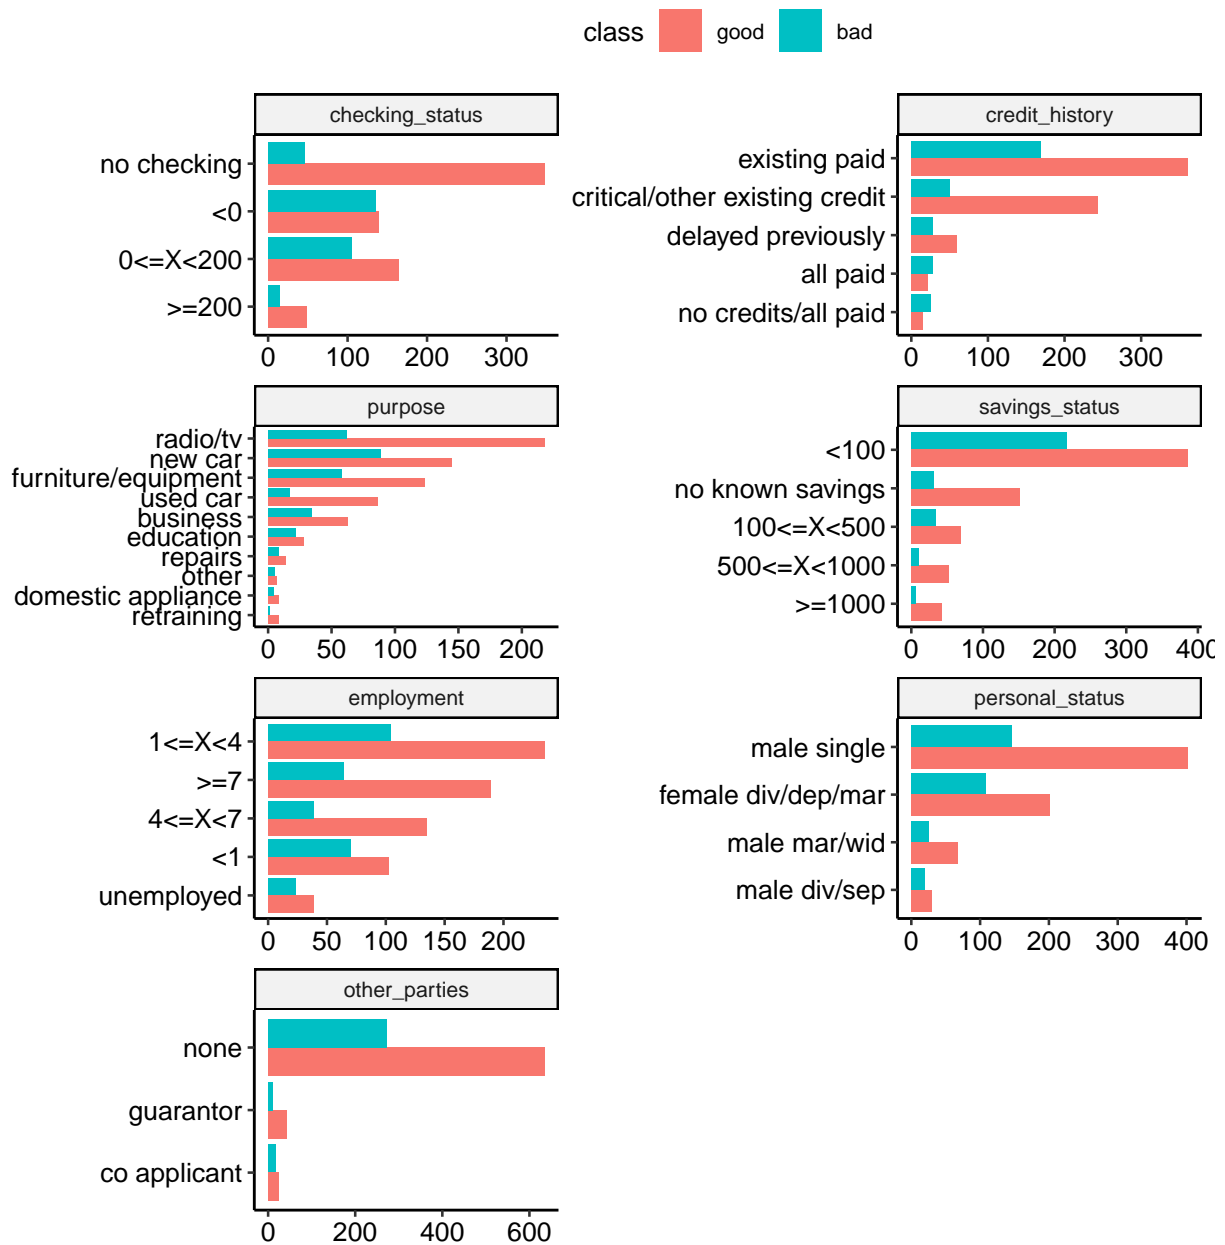 class good bad
checking_status
no checking
<0
0<=X<200
>=200
0 100 200 300
credit_history
existing paid
critical/other existing credit
delayed previously
all paid
no credits/all paid
0 100 200 300
purpose
radio/tv
new car
furniture/equipment
used car
business
education
repairs
other
domestic appliance
retraining
0 50 100 150 200
savings_status
<100
no known savings
100<=X<500
500<=X<1000
>=1000
0 100 200 300 400
employment
1<=X<4
>=7
4<=X<7
<1
unemployed
0 50 100 150 200
personal_status
male single
female div/dep/mar
male mar/wid
male div/sep
0 100 200 300 400
other_parties
none
guarantor
co applicant
0 200 400 600